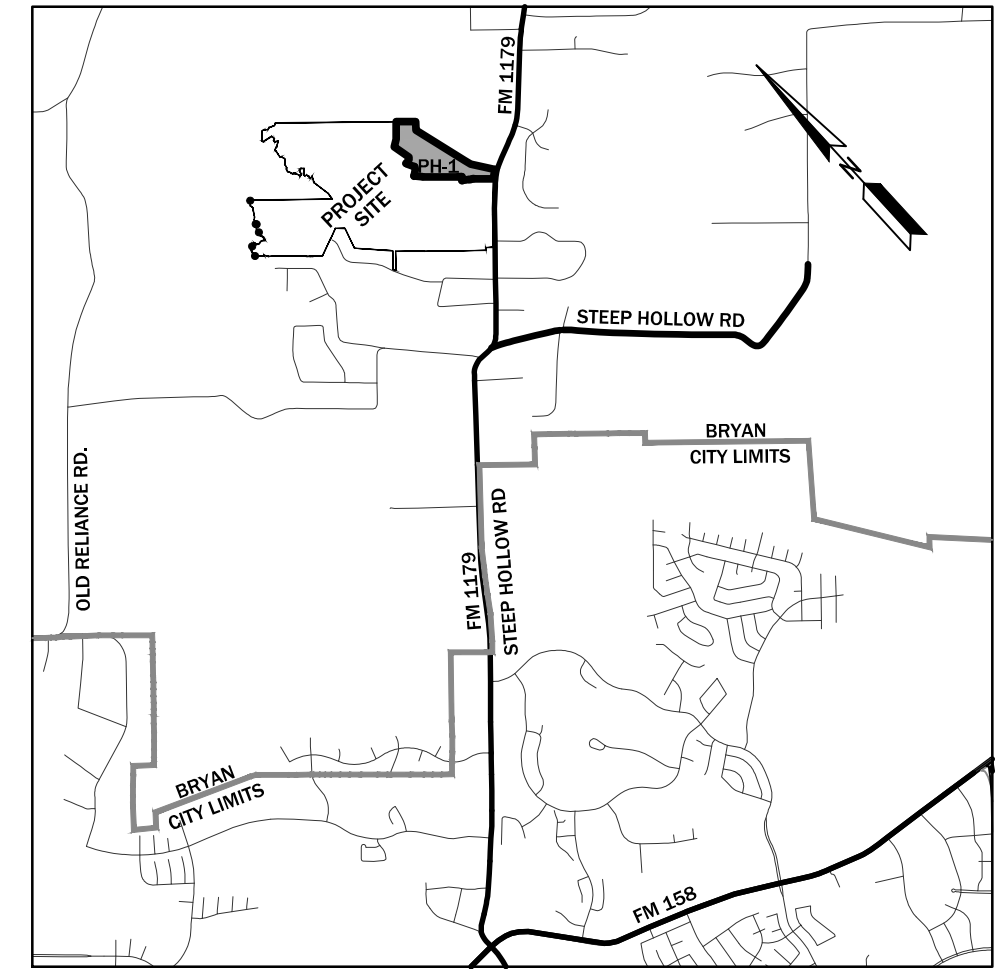 FM 1179
PH-1
PROJECT
SITE
N
STEEP HOLLOW RD
BRYAN
CITY LIMITS
OLD RELIANCE RD.
FM 1179
STEEP HOLLOW RD
BRYAN
CITY LIMITS
FM 158